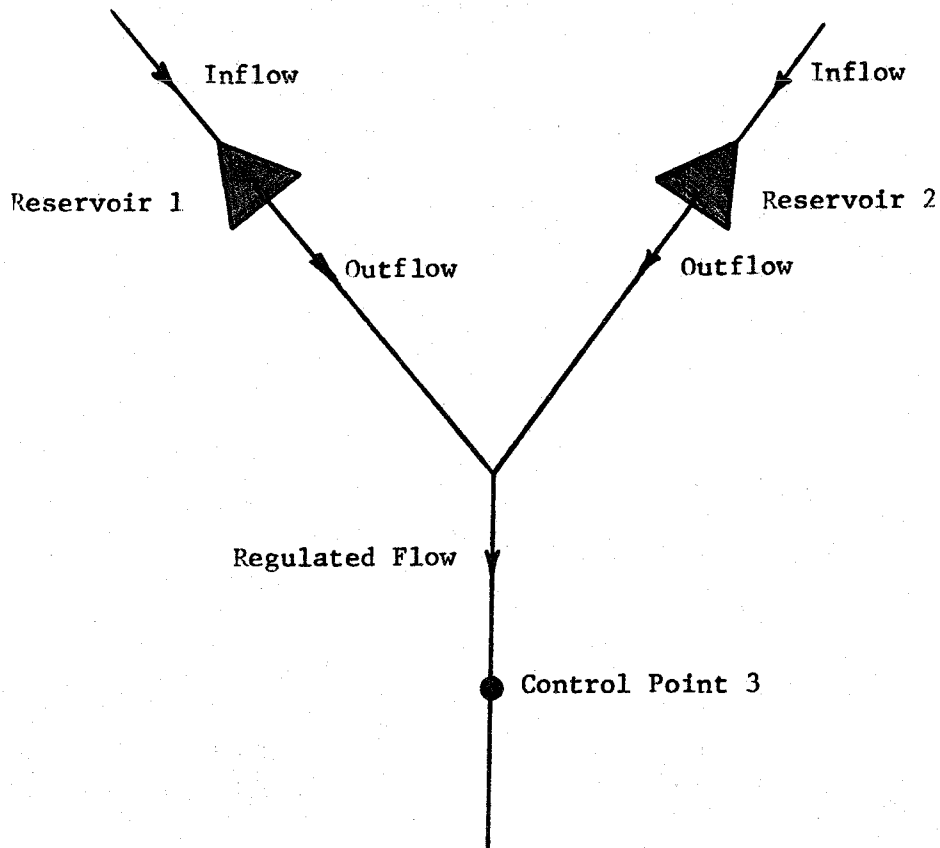 Inflow
Inflow
Reservoir 1
Reservoir 2
Outflow
Outflow
Regulated Flow
Control Point 3